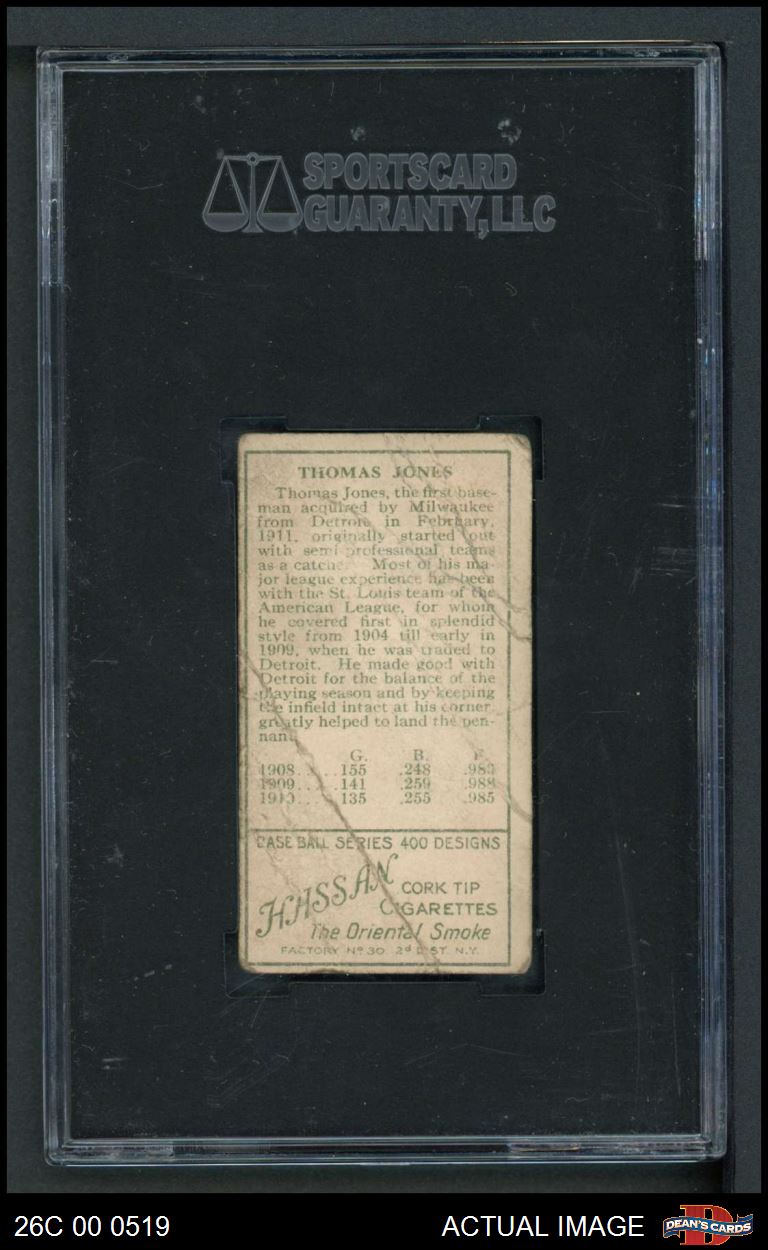 SPORTSCARD
GUARANTY, LLC
THOMAS JONES
Thomas Jones, the first base-
man acquired by Milwaukee
from Detroit in February,
1911, originally started out
with semi professional teams
as a catcher. Most of his ma-
jor league experience has been
with the St. Louis team of the
American League, for whom
he covered first in splendid
style from 1904 till early in
1909, when he was traded to
Detroit. He made good with
Detroit for the balance of the
playing season and by keeping
the infield intact at his corner
greatly helped to land the pen-
nant.
G. B. F.
1908..... 155 .248
1909.... 141 .259 .988
1910.... 135 .255 .985
BASE BALL SERIES 400 DESIGNS
HASSAN CORK TIP
CIGARETTES
The Oriental Smoke
FACTORY Nº 30 2d DIST. N.Y.
26C 00 0519 ACTUAL IMAGE DEAN'S CARDS